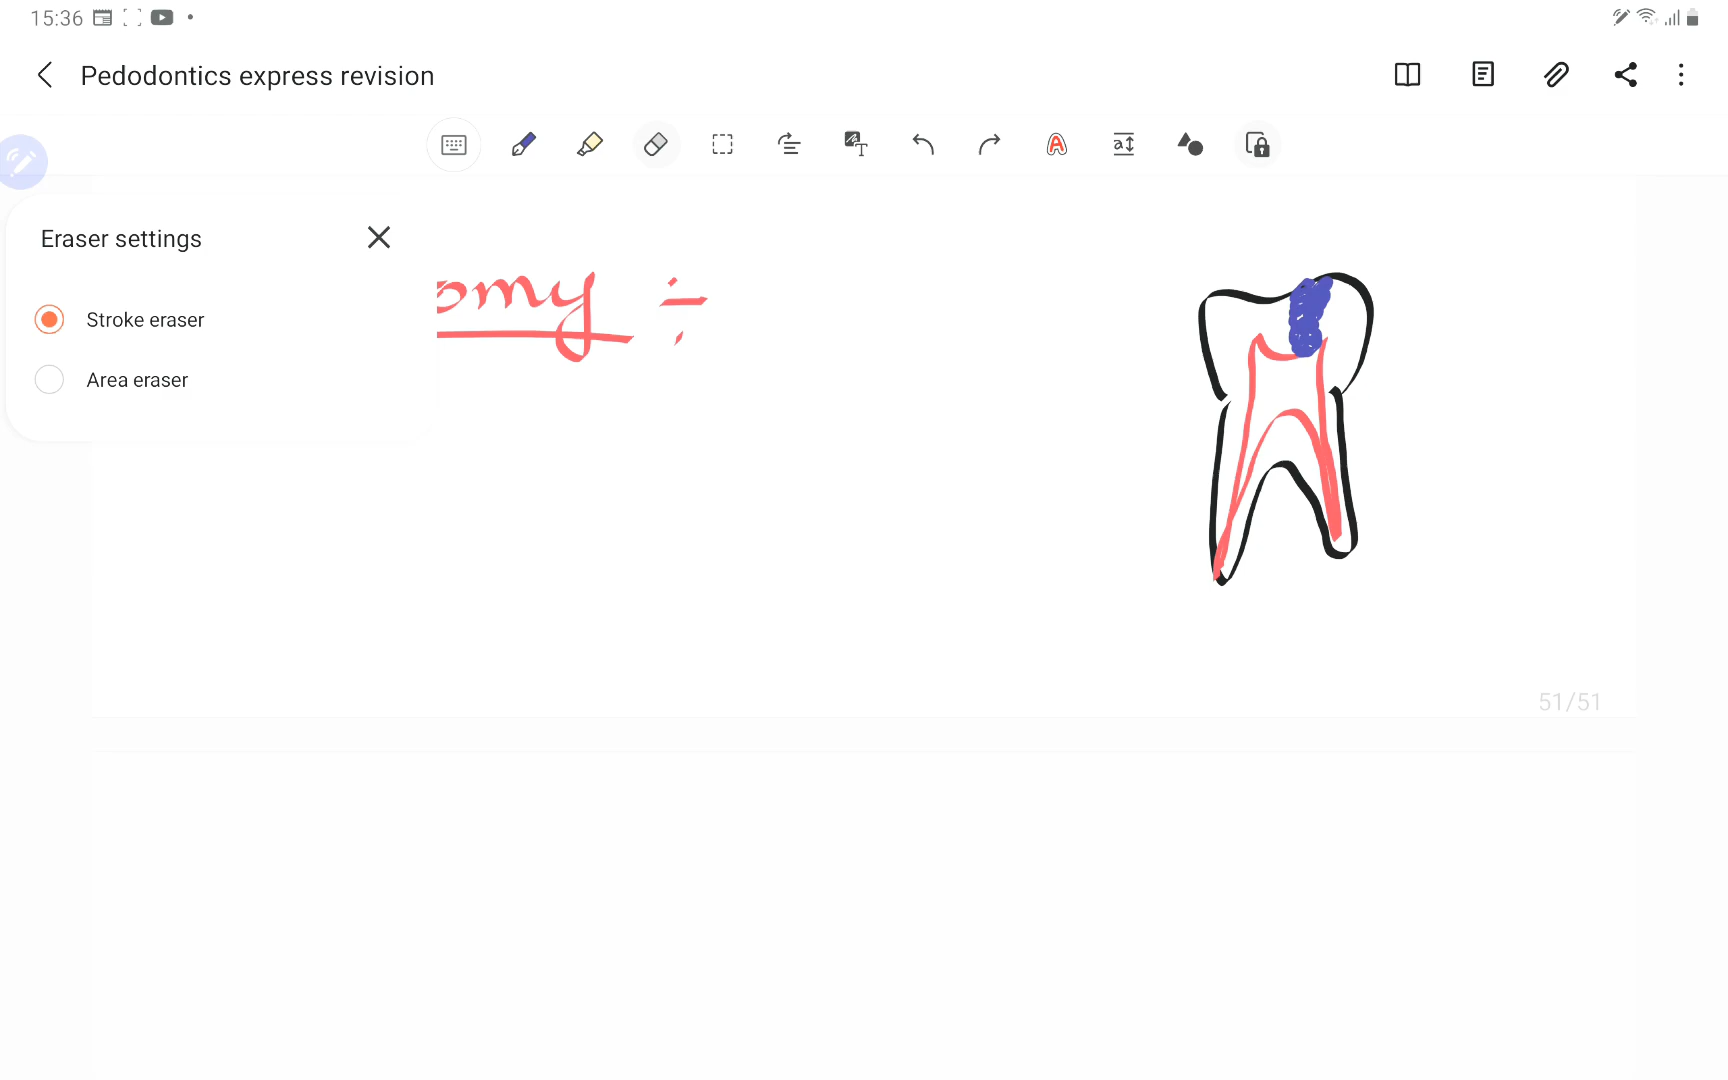 15:36
Pedodontics express revision
Eraser settings
Stroke eraser
Area eraser
omy :-
51/51